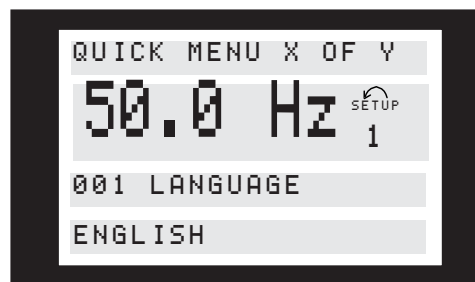 QUICK MENU X OF Y
50.0 Hz SETUP
1
001 LANGUAGE
ENGLISH